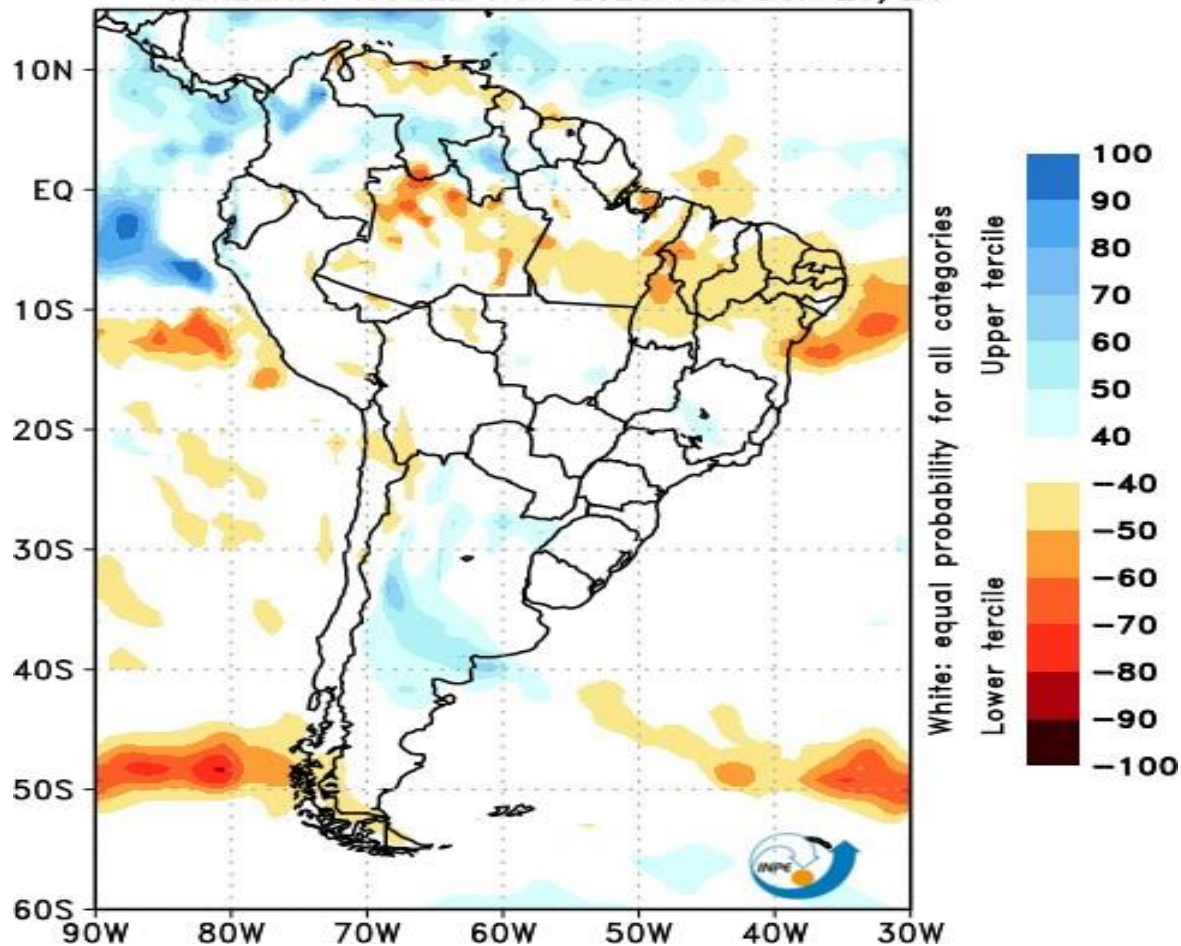 10N
EQ
10S
20S
30S
40S
50S
60S
90W 80W 70W 60W 50W 40W 30W
White: equal probability for all categories
Upper tercile
Lower tercile
100
90
80
70
60
50
40
−40
−50
−60
−70
−80
−90
−100
INPE